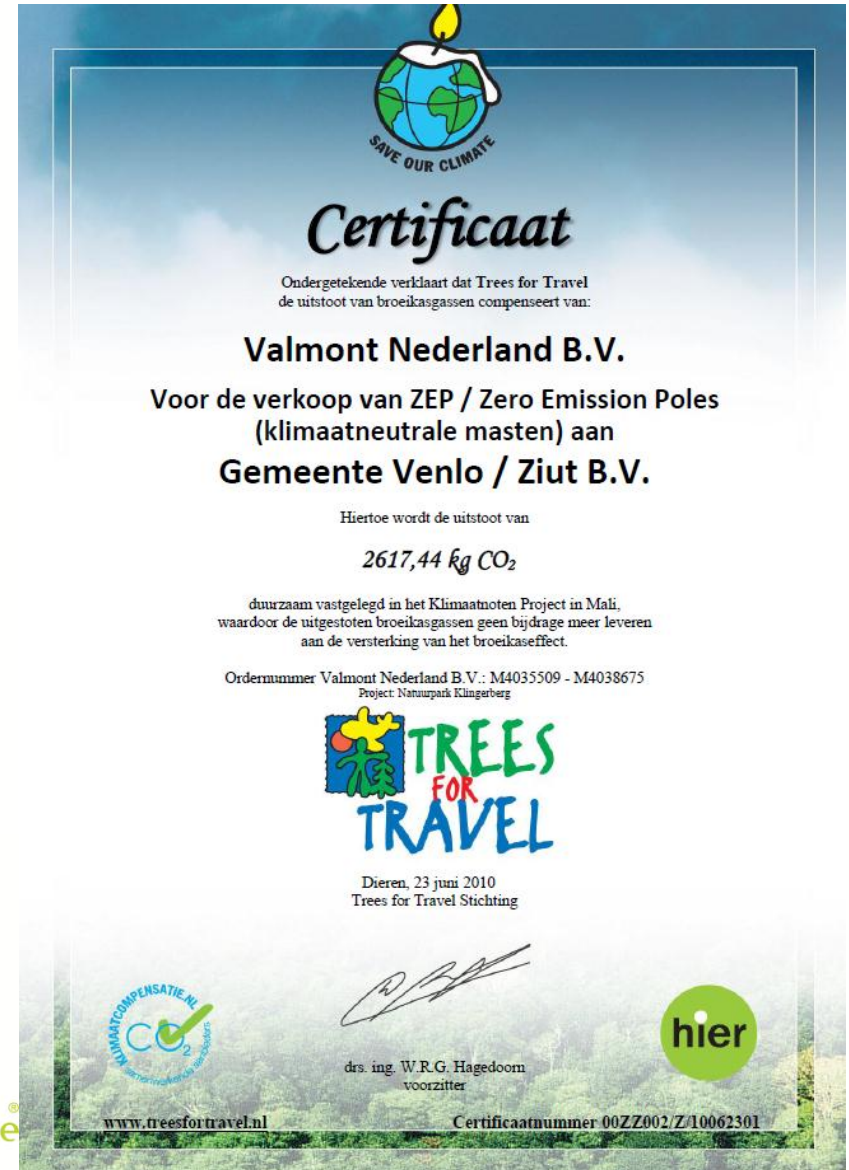 SAVE OUR CLIMATE
Certificaat
Ondergetekende verklaart dat Trees for Travel
de uitstoot van broeikasgassen compenseert van:
Valmont Nederland B.V.
Voor de verkoop van ZEP / Zero Emission Poles
(klimaatneutrale masten) aan
Gemeente Venlo / Ziut B.V.
Hiertoe wordt de uitstoot van
2617,44 kg CO₂
duurzaam vastgelegd in het Klimaatnoten Project in Mali,
waardoor de uitgestoten broeikasgassen geen bijdrage meer leveren
aan de versterking van het broeikaseffect.
Ordernummer Valmont Nederland B.V.: M4035509 - M4038675
Project: Natuurpark Klingerberg
TREES
FOR
TRAVEL
Dieren, 23 juni 2010
Trees for Travel Stichting
KLIMAATCOMPENSATIE.NL
CO₂
samenwerkende aanbieders
hier
drs. ing. W.R.G. Hagedoorn
voorzitter
® e
www.treesfortravel.nl
Certificaatnummer 00ZZ002/Z/10062301